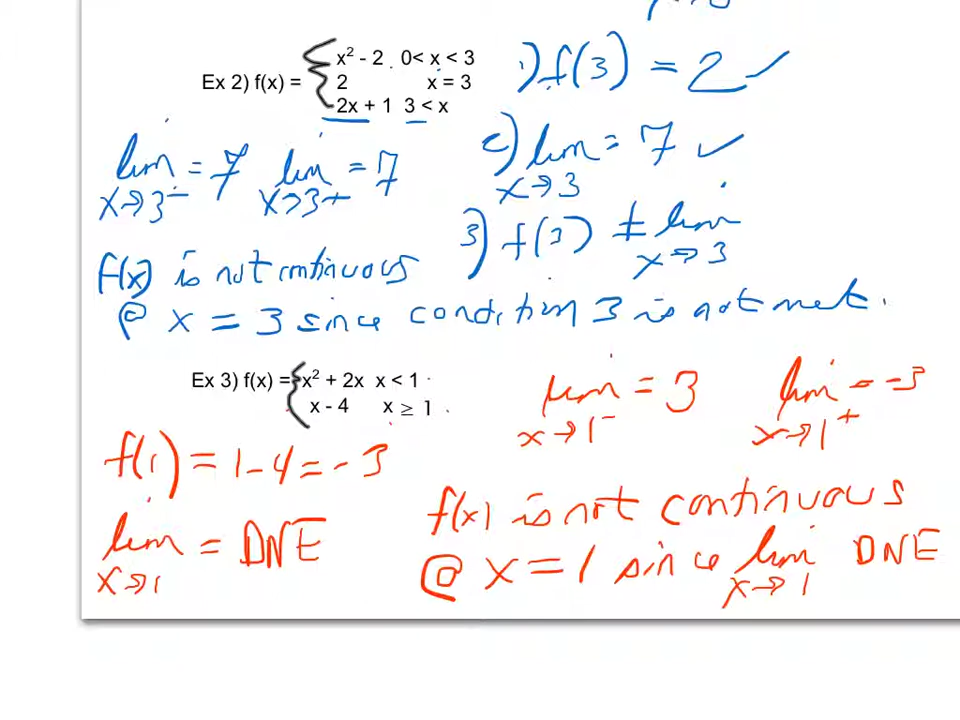 Ex 2) f(x) = { x² - 2 0< x < 3
2 x = 3
2x + 1 3 < x
1) f(3) = 2 ✓
lim x→3⁻ = 7 lim x→3+ = 7
2) lim x→3 = 7 ✓
3) f(3) ≠ lim x→3
f(x) is not continuous
@ x = 3 since condition 3 is not met.
Ex 3) f(x) = { x² + 2x x < 1
x - 4 x ≥ 1
lim x→1⁻ = 3 lim x→1⁺ = -3
f(1) = 1-4 = -3
lim x→1 = DNE
f(x) is not continuous
@ x = 1 since lim x→1 DNE